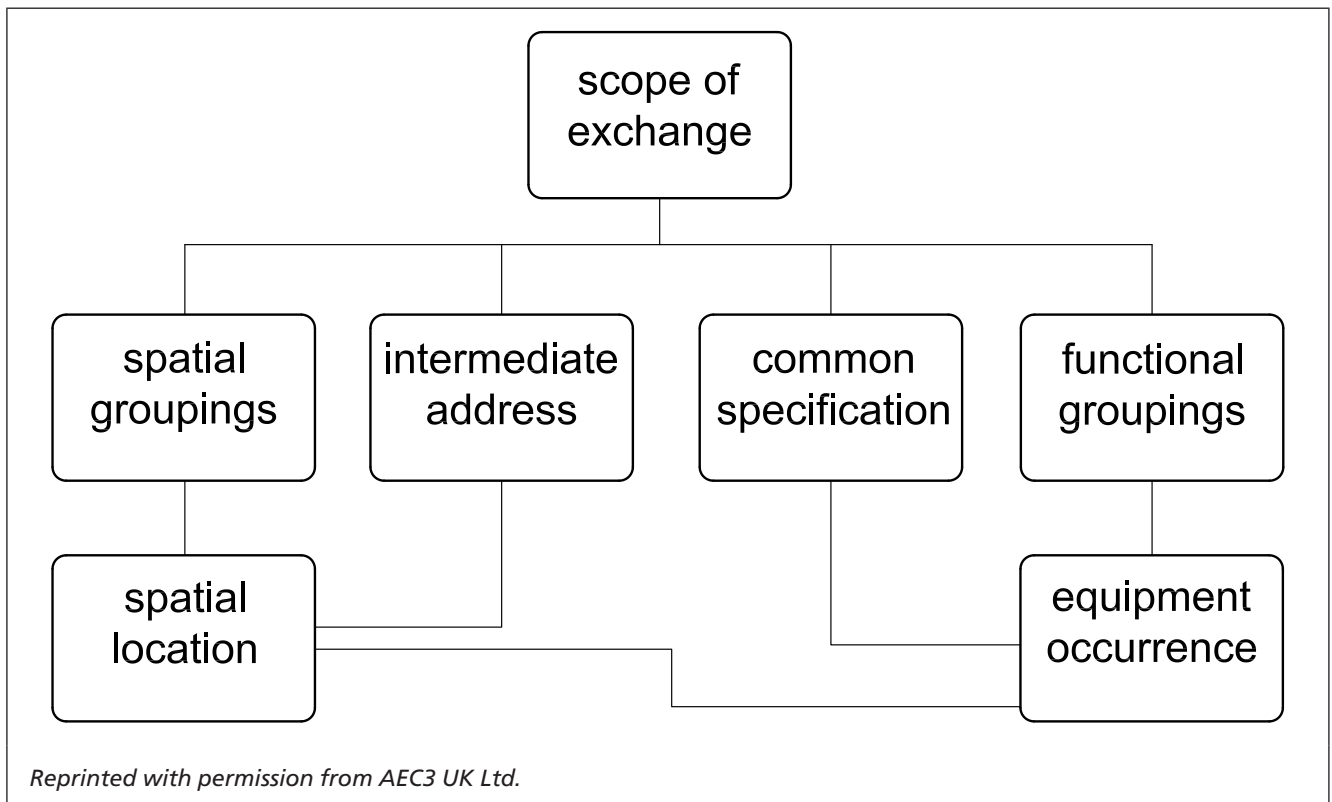 scope of
exchange
spatial
groupings
intermediate
address
common
specification
functional
groupings
spatial
location
equipment
occurrence
Reprinted with permission from AEC3 UK Ltd.